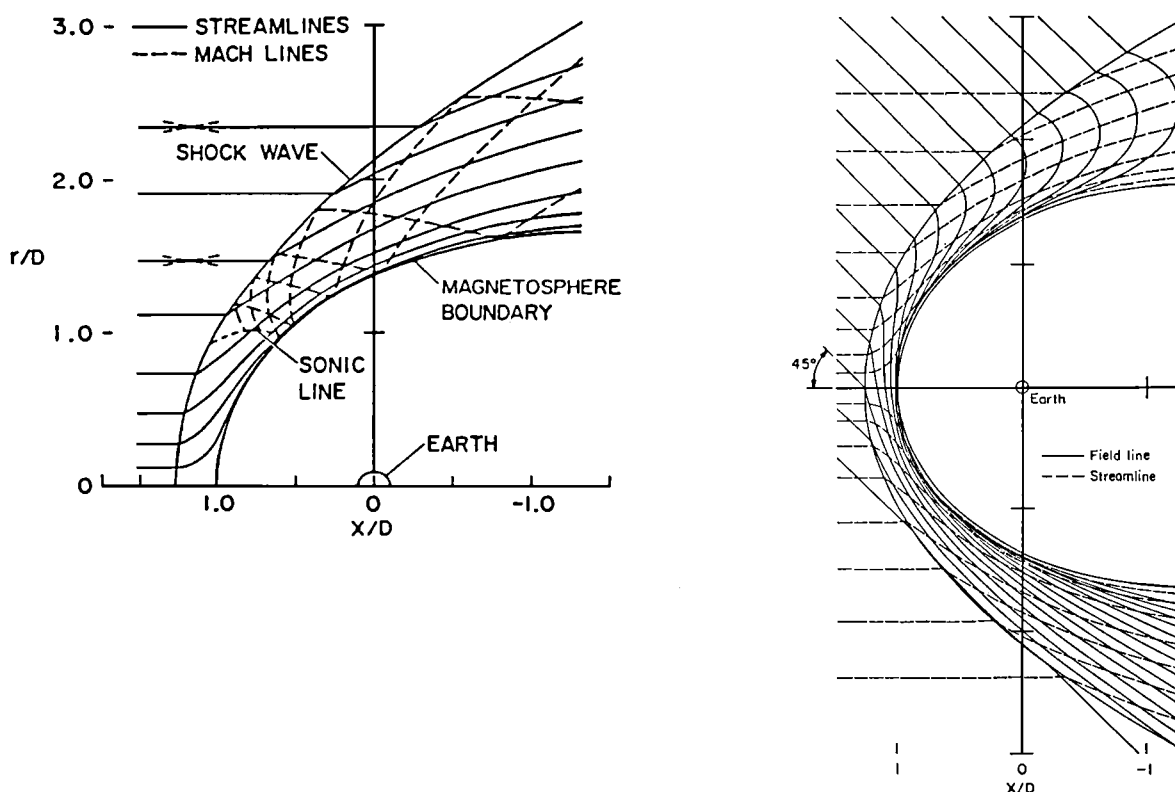 3.0 -
STREAMLINES
MACH LINES
SHOCK WAVE
2.0 -
r/D
MAGNETOSPHERE
BOUNDARY
1.0 -
SONIC
LINE
EARTH
0
1.0
0
-1.0
X/D
45°
Earth
Field line
Streamline
1
0
-1
X/D